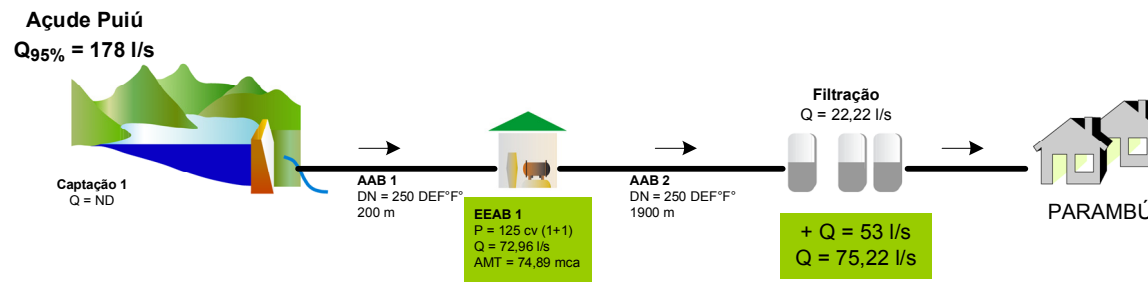 Açude Puiú
Q95% = 178 l/s
Captação 1
Q = ND
AAB 1
DN = 250 DEF°F°
200 m
EEAB 1
P = 125 cv (1+1)
Q = 72,96 l/s
AMT = 74,89 mca
AAB 2
DN = 250 DEF°F°
1900 m
Filtração
Q = 22,22 l/s
+ Q = 53 l/s
Q = 75,22 l/s
PARAMBÚ